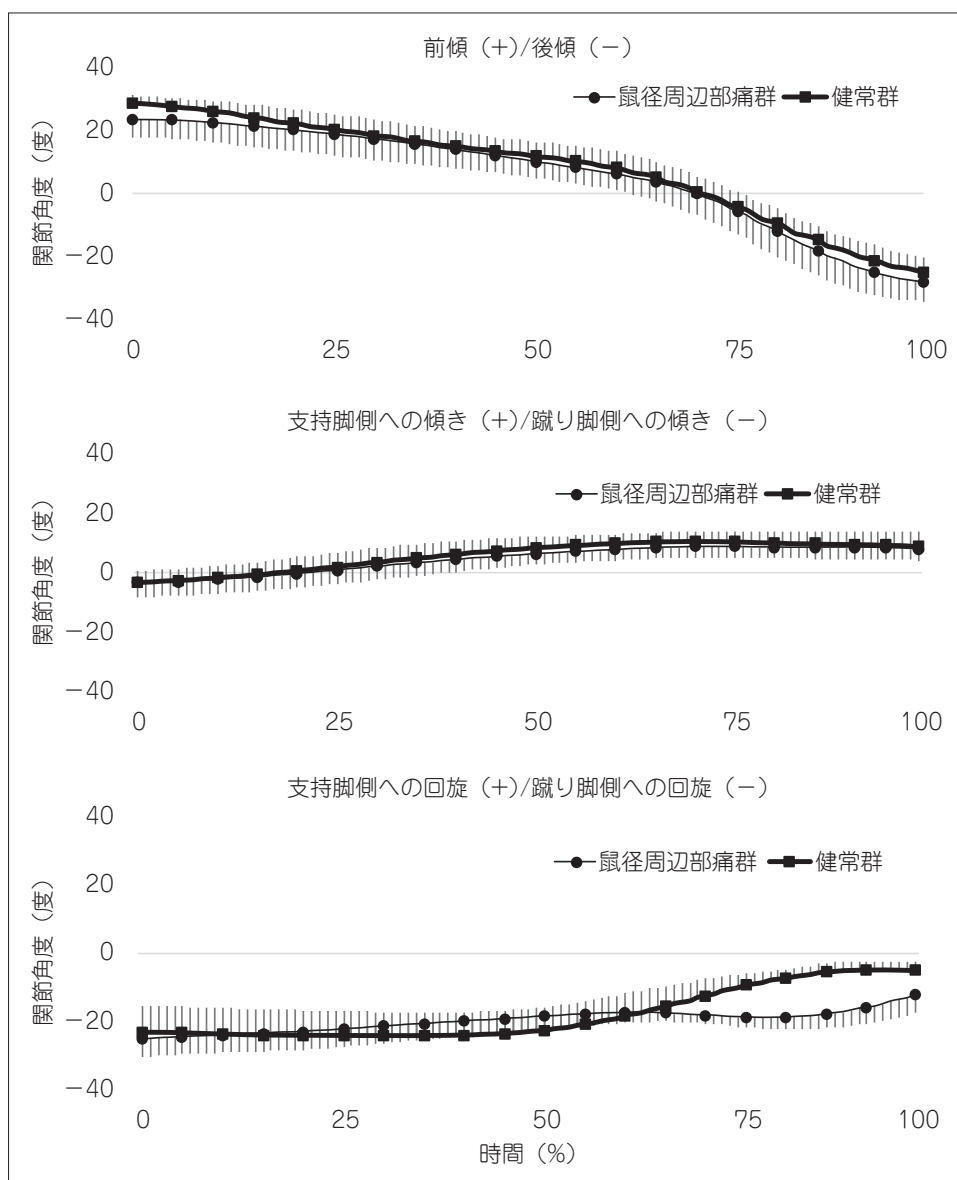 前傾（+）/後傾（−）
鼠径周辺部痛群 健常群
関節角度（度）
40
20
0
−20
−40
0 25 50 75 100
支持脚側への傾き（+）/蹴り脚側への傾き（−）
鼠径周辺部痛群 健常群
関節角度（度）
40
20
0
−20
−40
0 25 50 75 100
支持脚側への回旋（+）/蹴り脚側への回旋（−）
鼠径周辺部痛群 健常群
関節角度（度）
40
20
0
−20
−40
0 25 50 75 100
時間（%）